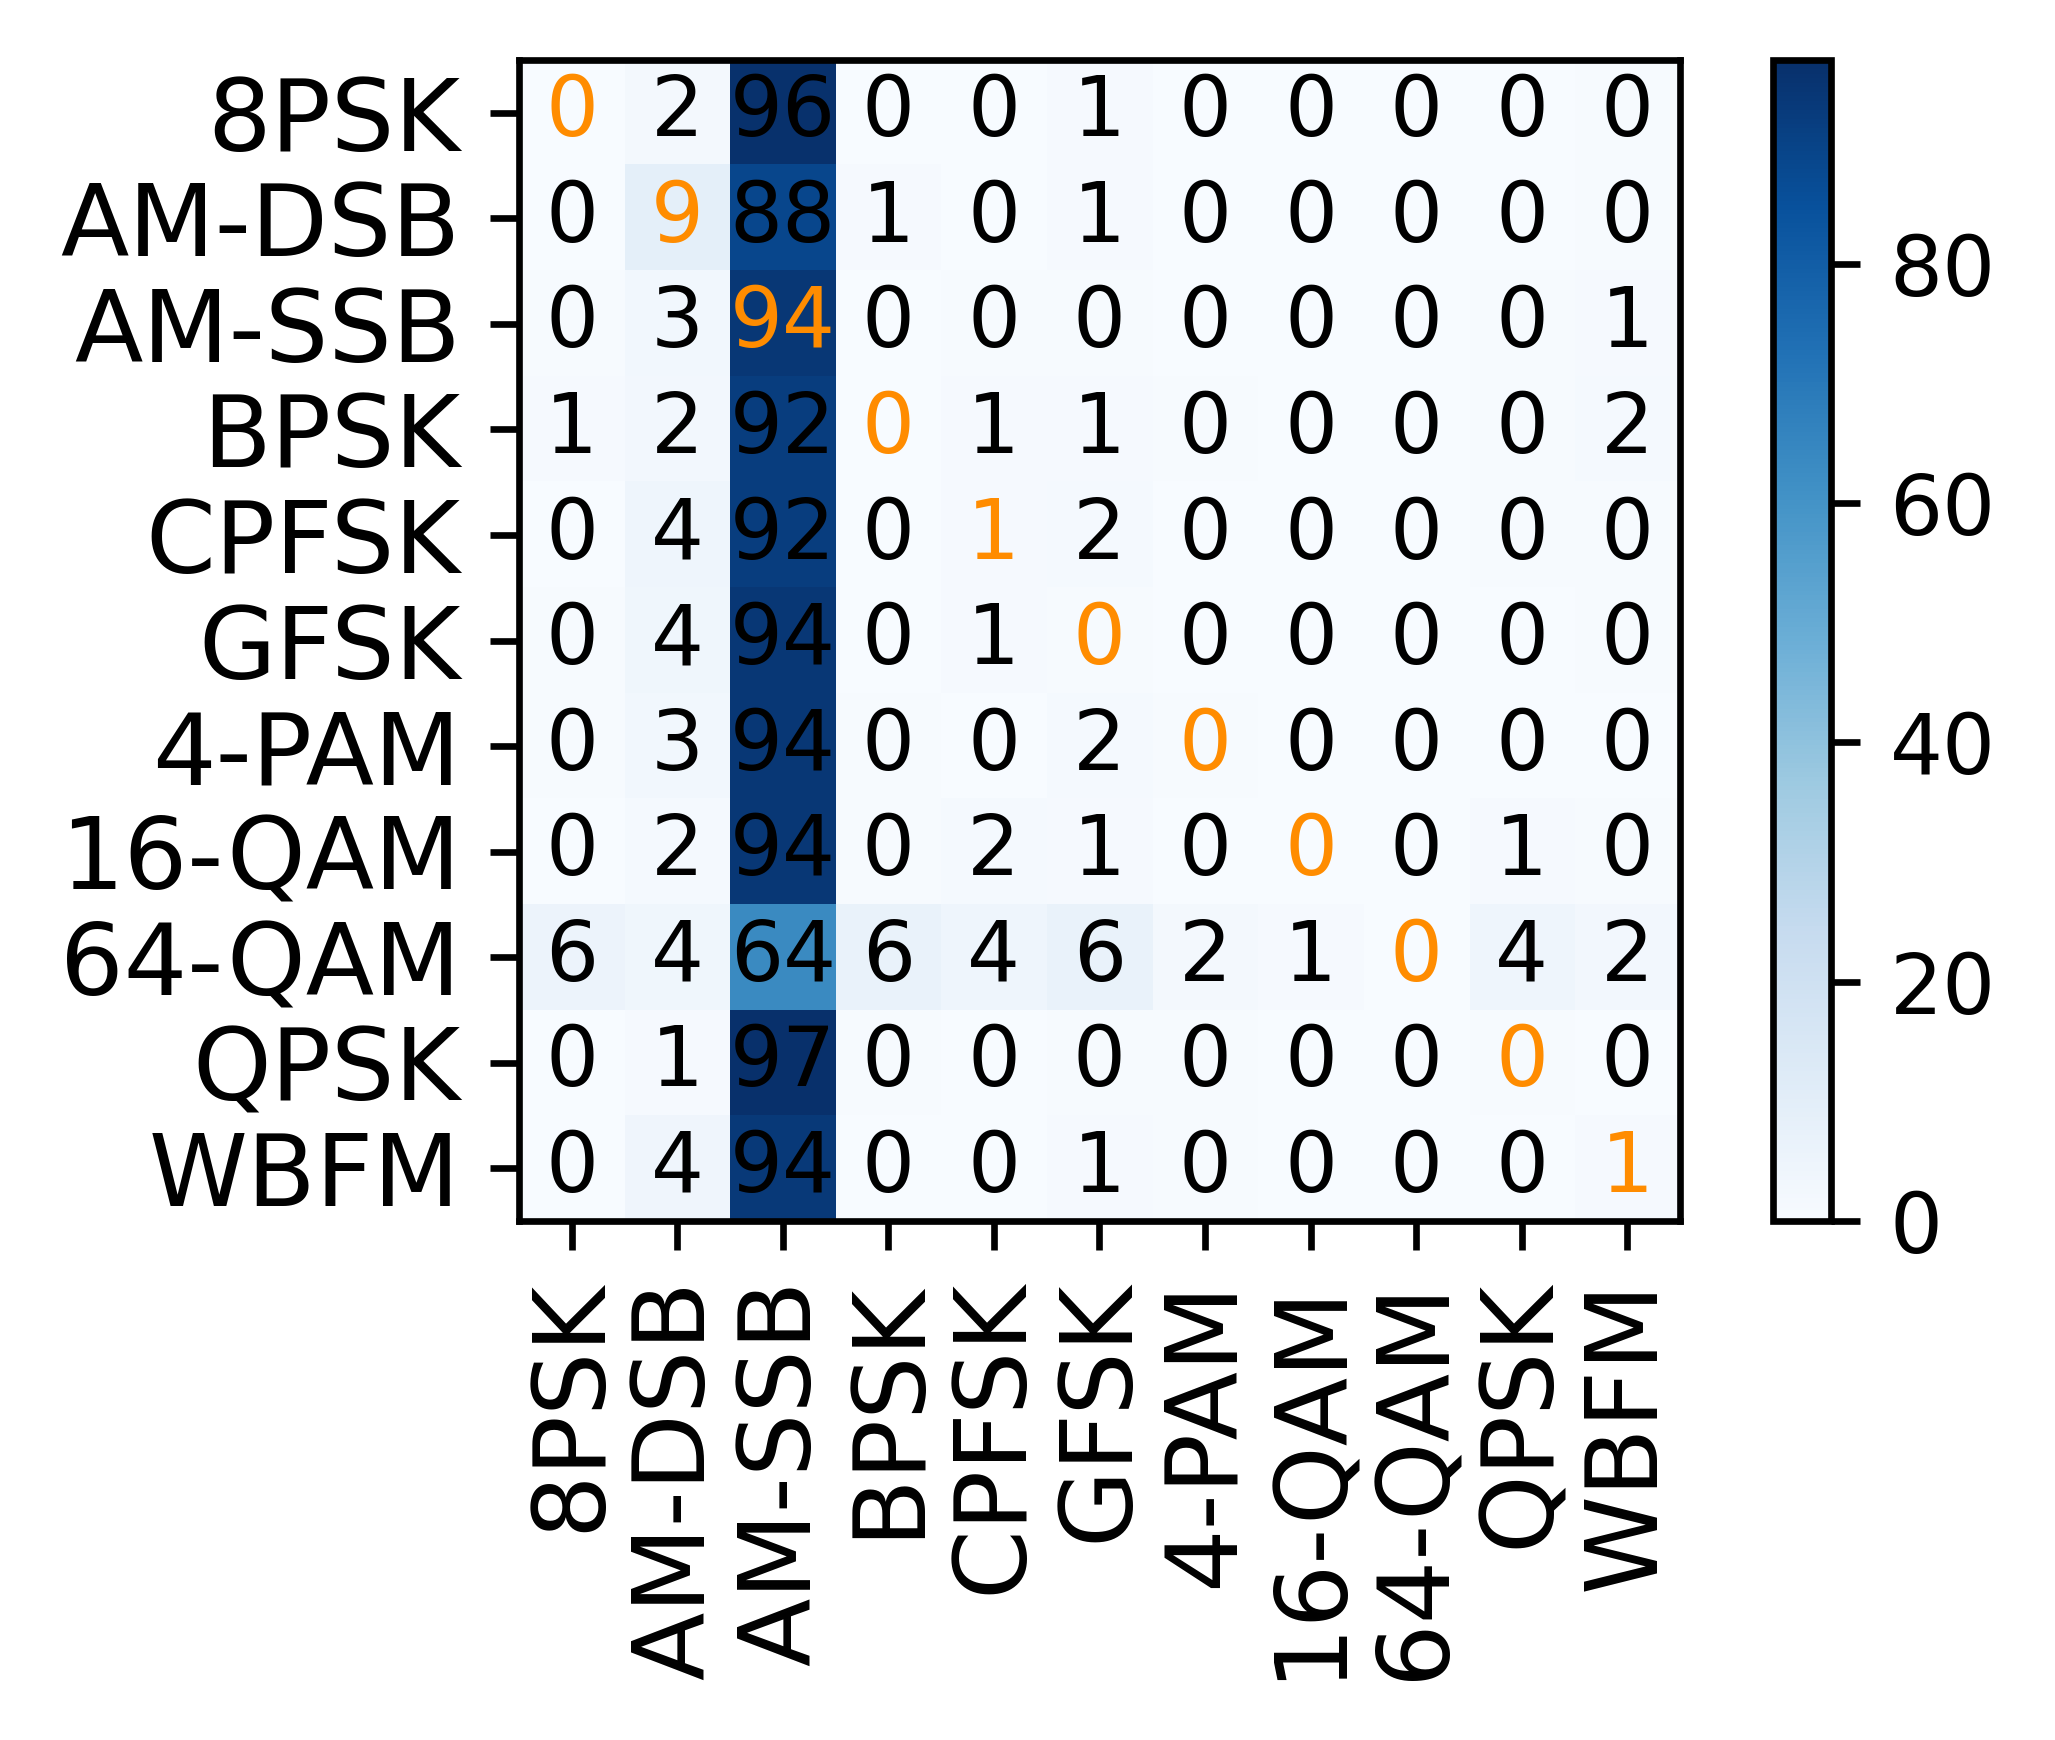 8PSK 0 2 96 0 0 1 0 0 0 0 0
AM-DSB 0 9 88 1 0 1 0 0 0 0 0
AM-SSB 0 3 94 0 0 0 0 0 0 0 1
BPSK 1 2 92 0 1 1 0 0 0 0 2
CPFSK 0 4 92 0 1 2 0 0 0 0 0
GFSK 0 4 94 0 1 0 0 0 0 0 0
4-PAM 0 3 94 0 0 2 0 0 0 0 0
16-QAM 0 2 94 0 2 1 0 0 0 1 0
64-QAM 6 4 64 6 4 6 2 1 0 4 2
QPSK 0 1 97 0 0 0 0 0 0 0 0
WBFM 0 4 94 0 0 1 0 0 0 0 1
8PSK
AM-DSB
AM-SSB
BPSK
CPFSK
GFSK
4-PAM
16-QAM
64-QAM
QPSK
WBFM
80
60
40
20
0